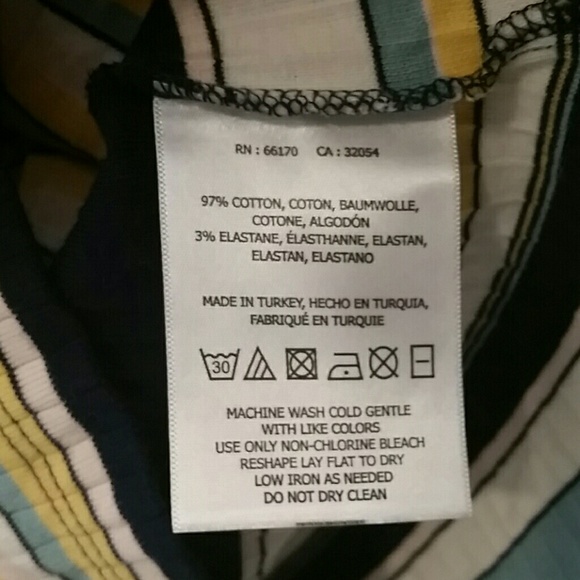 RN : 66170 CA : 32054
97% COTTON, COTON, BAUMWOLLE,
COTONE, ALGODÓN
3% ELASTANE, ÉLASTHANNE, ELASTAN,
ELASTAN, ELASTANO
MADE IN TURKEY, HECHO EN TURQUIA,
FABRIQUÉ EN TURQUIE
30
MACHINE WASH COLD GENTLE
WITH LIKE COLORS
USE ONLY NON-CHLORINE BLEACH
RESHAPE LAY FLAT TO DRY
LOW IRON AS NEEDED
DO NOT DRY CLEAN